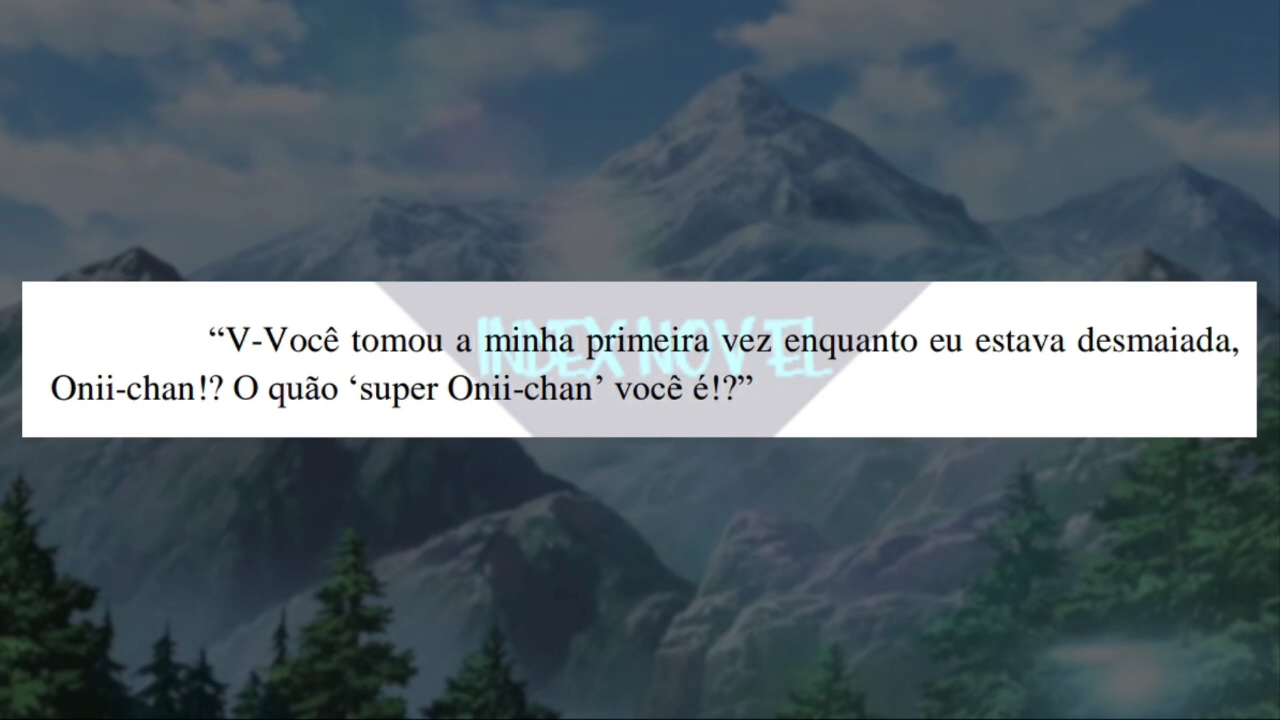 INDEX NOVEL
“V-Você tomou a minha primeira vez enquanto eu estava desmaiada,
Onii-chan!? O quão ‘super Onii-chan’ você é!?”